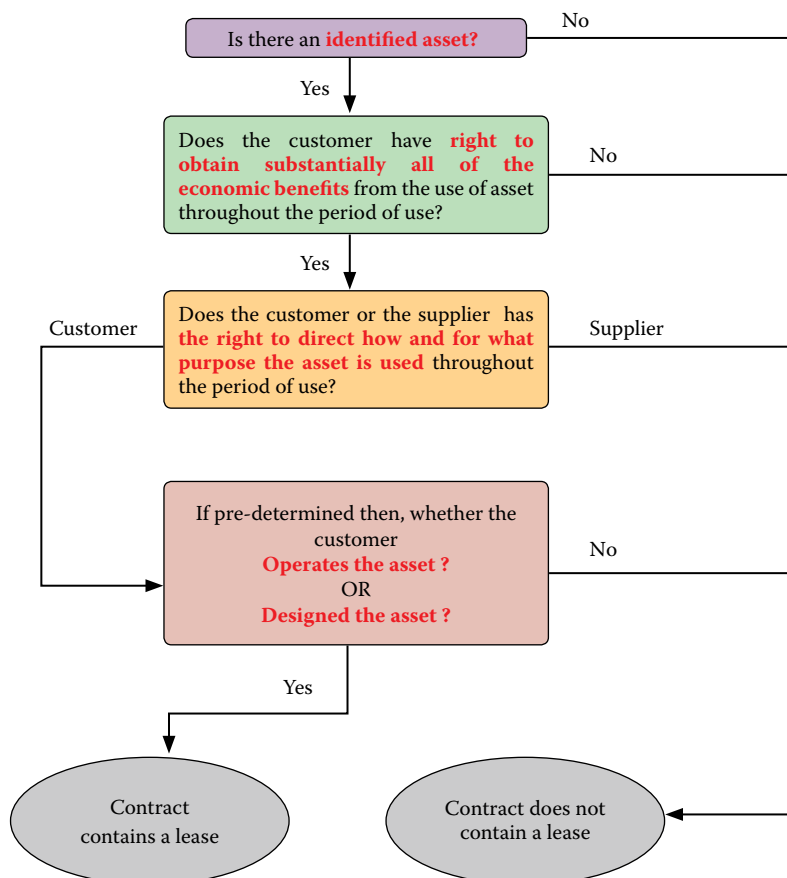 Is there an identified asset?
No
Yes
Does the customer have right to
obtain substantially all of the
economic benefits from the use of asset
throughout the period of use?
No
Yes
Customer
Does the customer or the supplier has
the right to direct how and for what
purpose the asset is used throughout
the period of use?
Supplier
If pre-determined then, whether the
customer
Operates the asset ?
OR
Designed the asset ?
No
Yes
Contract
contains a lease
Contract does not
contain a lease